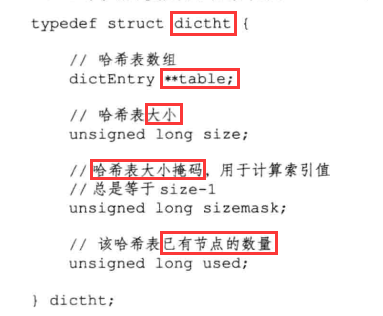 typedef struct dictht {
// 哈希表数组
dictEntry **table;
// 哈希表大小
unsigned long size;
// 哈希表大小掩码，用于计算索引值
// 总是等于 size-1
unsigned long sizemask;
// 该哈希表已有节点的数量
unsigned long used;
} dictht;